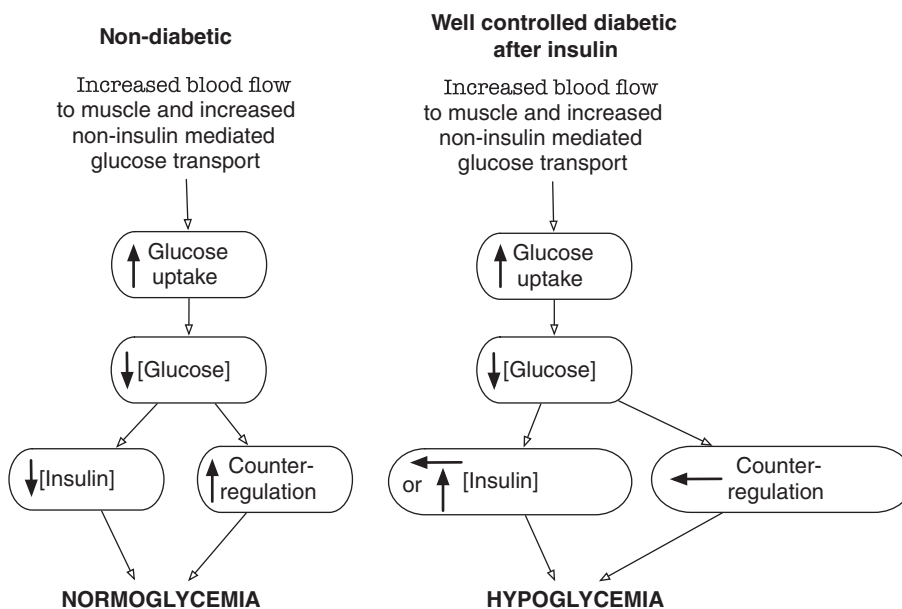 Non-diabetic
Increased blood flow
to muscle and increased
non-insulin mediated
glucose transport
Glucose
uptake
[Glucose]
[Insulin]
Counter-
regulation
NORMOGLYCEMIA
Well controlled diabetic
after insulin
Increased blood flow
to muscle and increased
non-insulin mediated
glucose transport
Glucose
uptake
[Glucose]
or [Insulin]
Counter-
regulation
HYPOGLYCEMIA